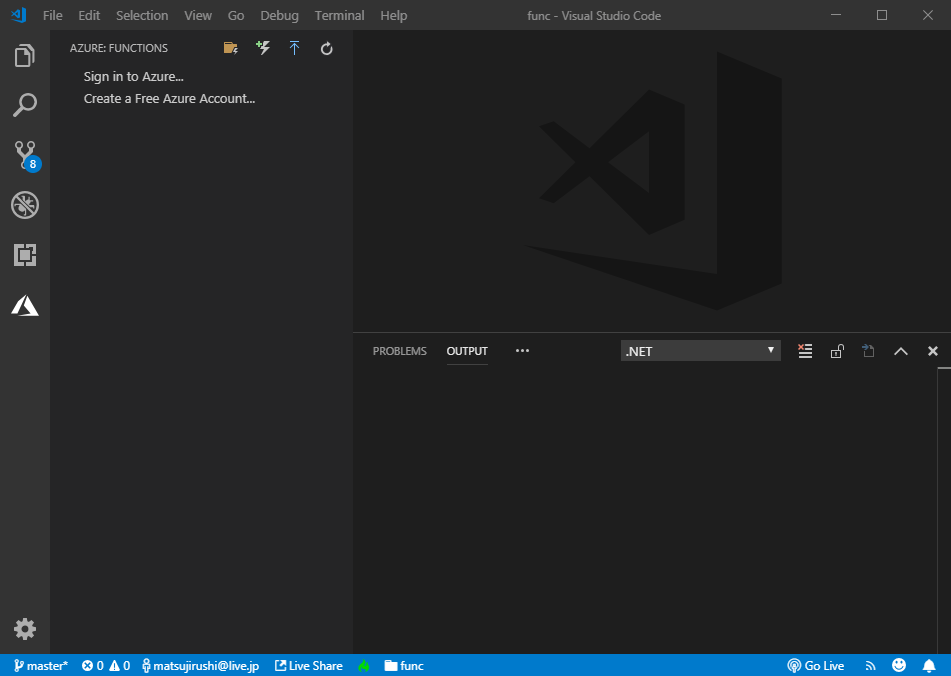 File Edit Selection View Go Debug Terminal Help func - Visual Studio Code
AZURE: FUNCTIONS
Sign in to Azure...
Create a Free Azure Account...
8
PROBLEMS OUTPUT ... .NET
master* 0 0 matsujirushi@live.jp Live Share func Go Live